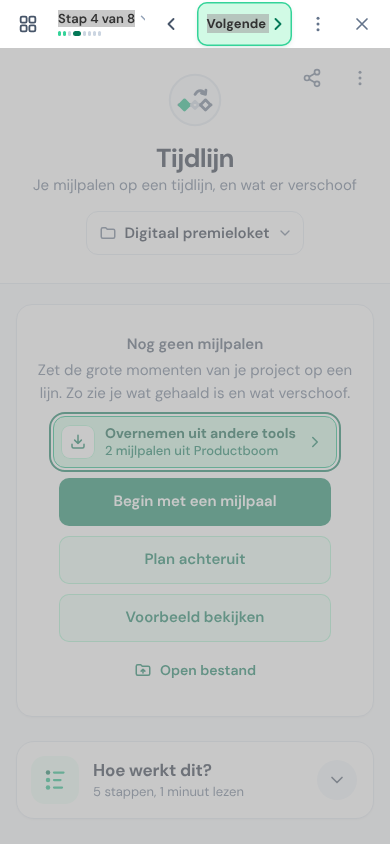 Stap 4 van 8
Volgende
Tijdlijn
Je mijlpalen op een tijdlijn, en wat er verschoof
Digitaal premieloket
Nog geen mijlpalen
Zet de grote momenten van je project op een
lijn. Zo zie je wat gehaald is en wat verschoof.
Overnemen uit andere tools
2 mijlpalen uit Productboom
Begin met een mijlpaal
Plan achteruit
Voorbeeld bekijken
Open bestand
Hoe werkt dit?
5 stappen, 1 minuut lezen